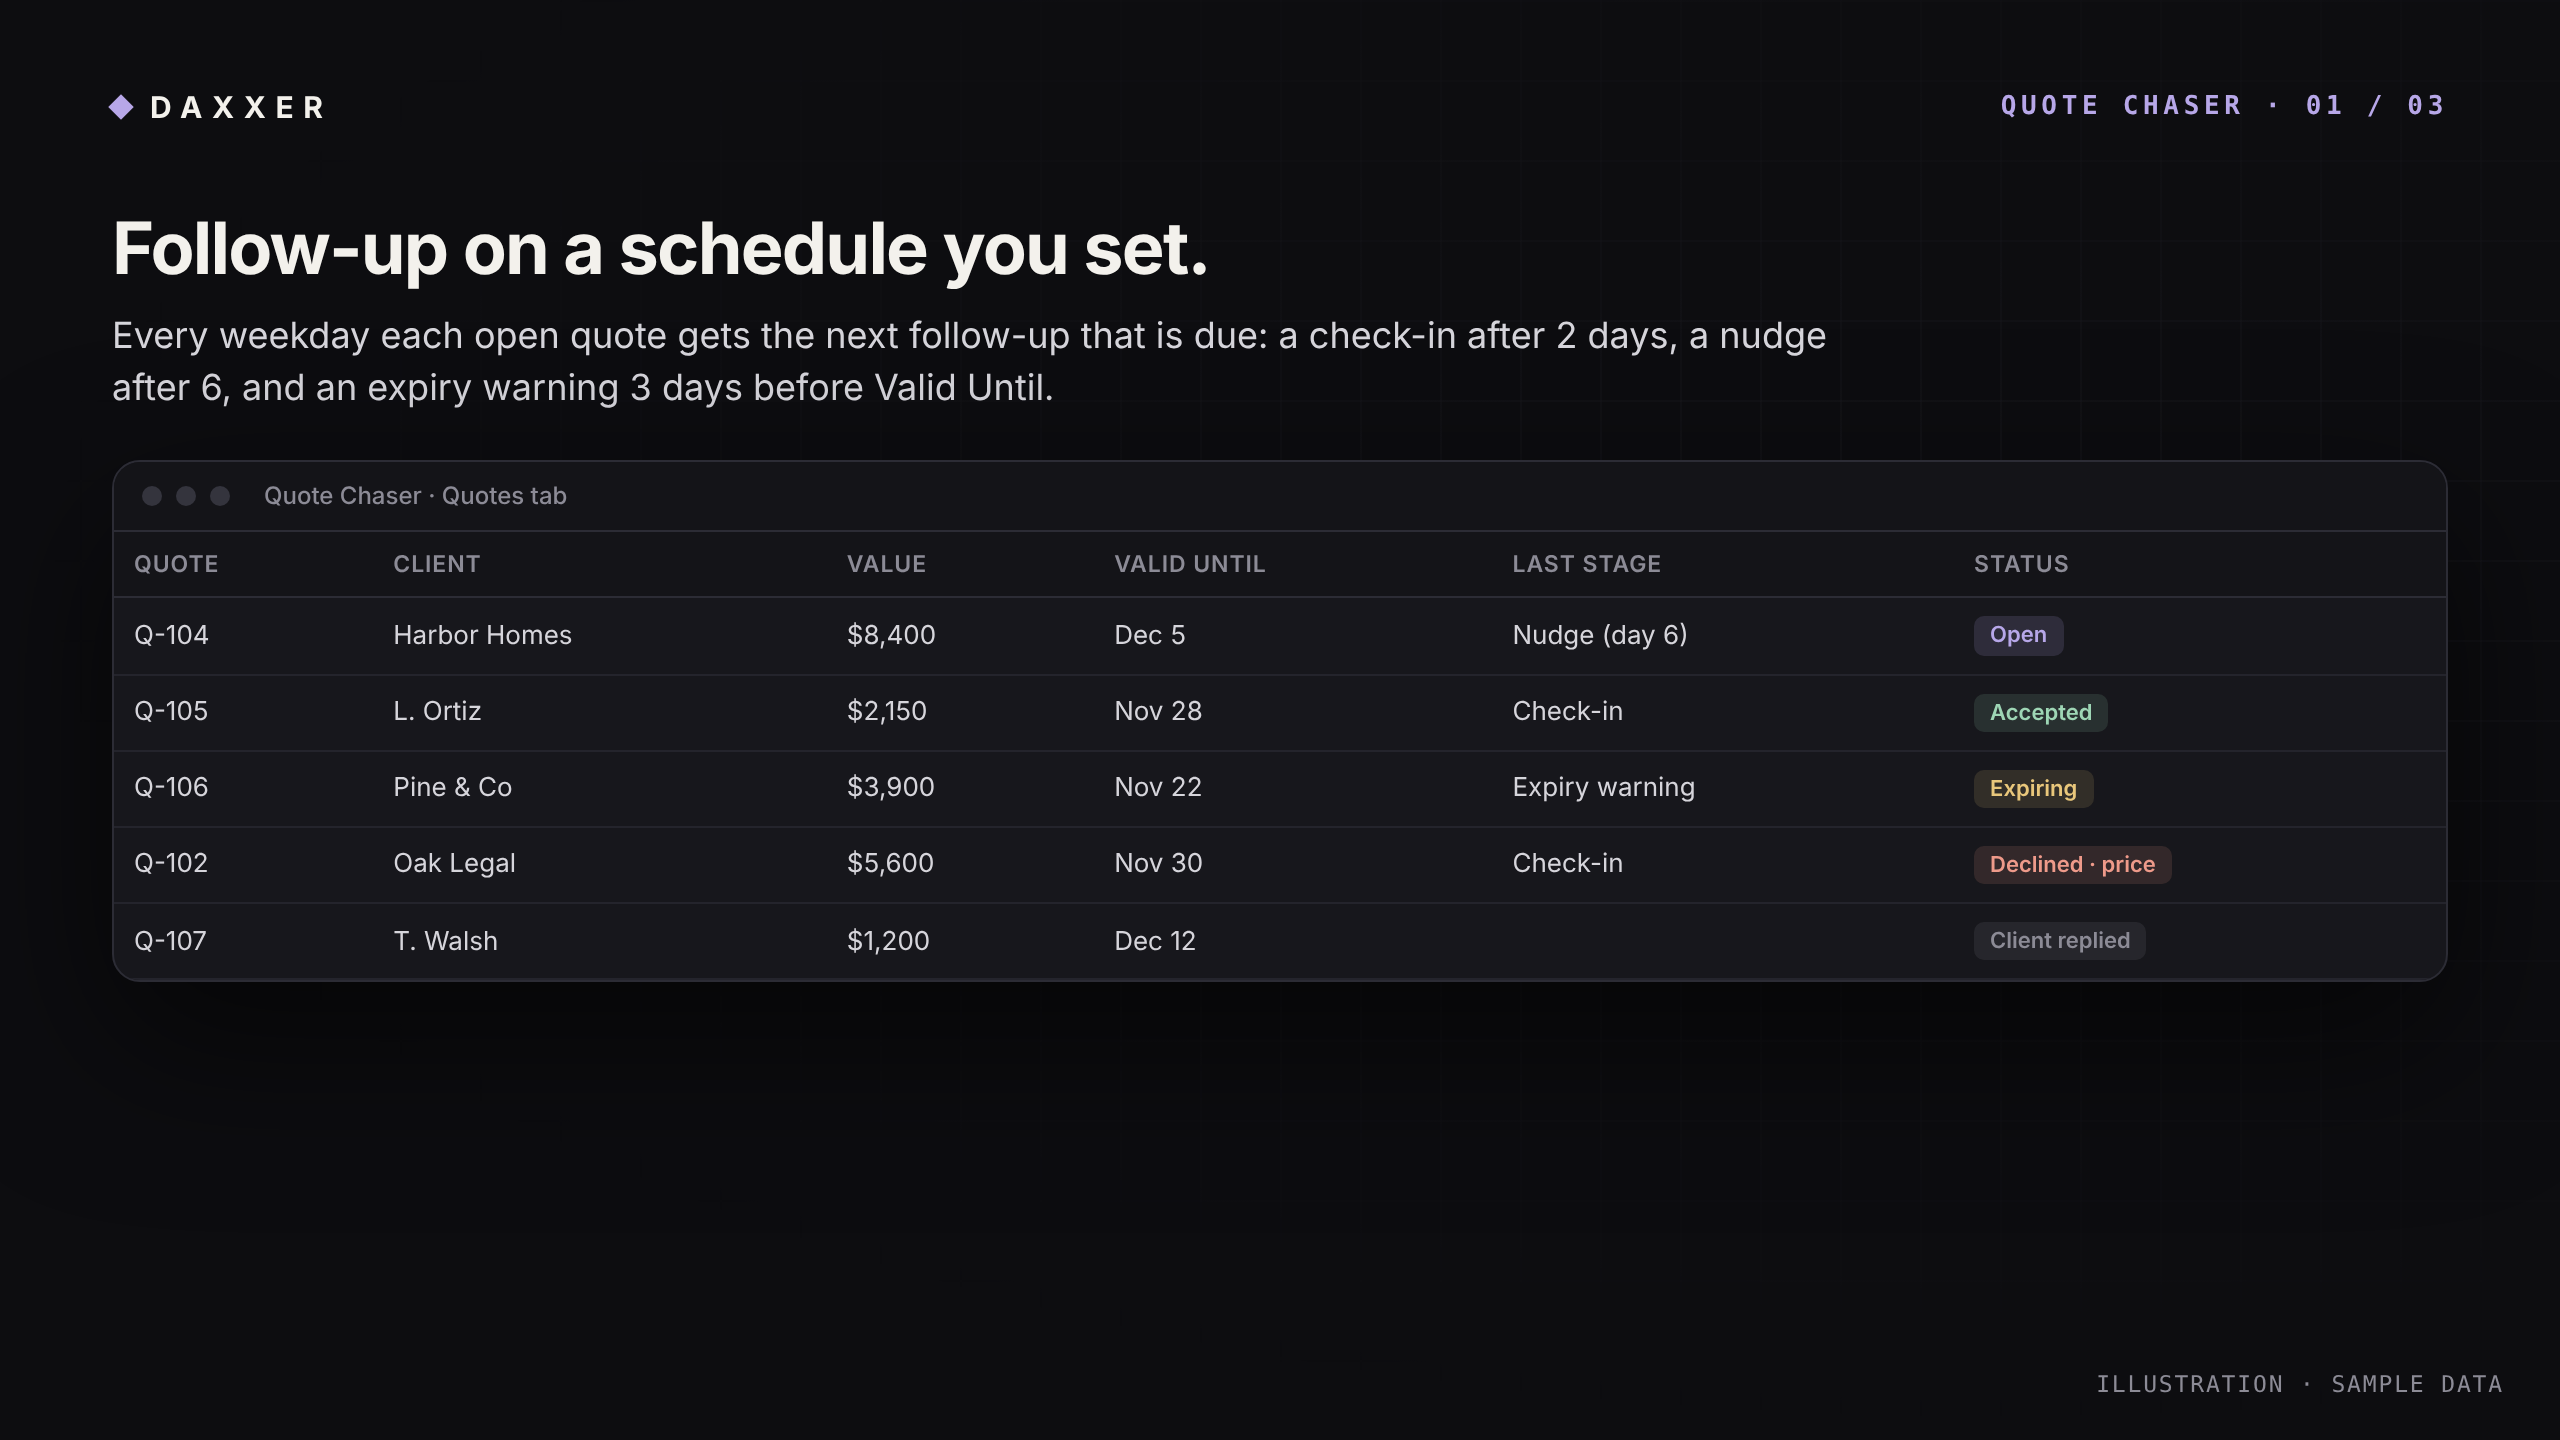 DAXXER
QUOTE CHASER · 01 / 03
Follow-up on a schedule you set.
Every weekday each open quote gets the next follow-up that is due: a check-in after 2 days, a nudge
after 6, and an expiry warning 3 days before Valid Until.
Quote Chaser · Quotes tab
QUOTE CLIENT VALUE VALID UNTIL LAST STAGE STATUS
Q-104 Harbor Homes $8,400 Dec 5 Nudge (day 6) Open
Q-105 L. Ortiz $2,150 Nov 28 Check-in Accepted
Q-106 Pine & Co $3,900 Nov 22 Expiry warning Expiring
Q-102 Oak Legal $5,600 Nov 30 Check-in Declined · price
Q-107 T. Walsh $1,200 Dec 12 Client replied
ILLUSTRATION · SAMPLE DATA